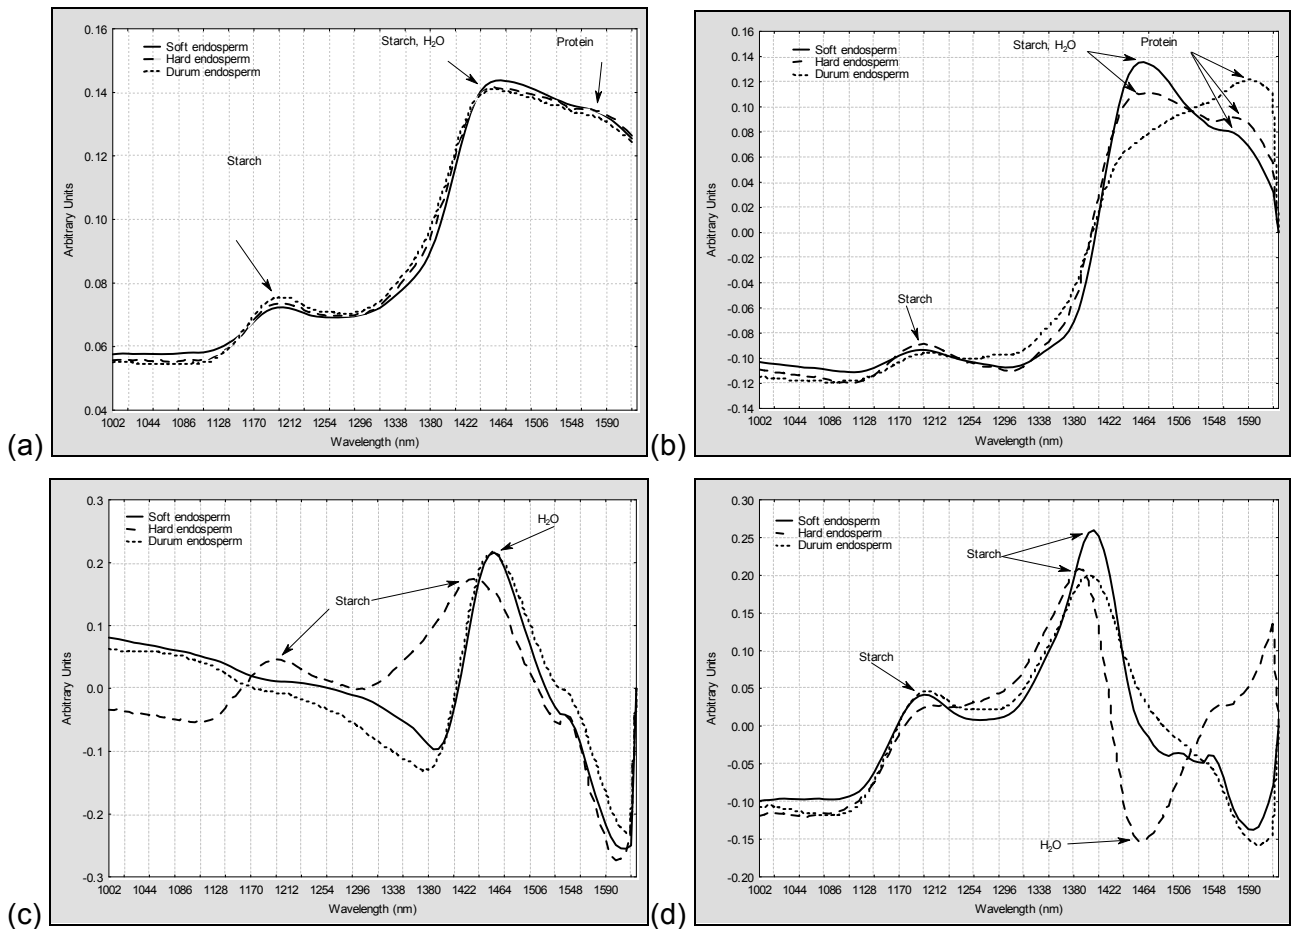 (a)
Soft endosperm
Hard endosperm
Durum endosperm
Starch, H2O
Protein
Starch
Arbitrary Units
0.16
0.14
0.12
0.10
0.08
0.06
0.04
1002 1044 1086 1128 1170 1212 1254 1296 1338 1380 1422 1464 1506 1548 1590
Wavelength (nm)
(b)
Soft endosperm
Hard endosperm
Durum endosperm
Starch, H2O
Protein
Starch
Arbitrary Units
0.16
0.14
0.12
0.10
0.08
0.06
0.04
0.02
0.00
-0.02
-0.04
-0.06
-0.08
-0.10
-0.12
-0.14
1002 1044 1086 1128 1170 1212 1254 1296 1338 1380 1422 1464 1506 1548 1590
Wavelength (nm)
(c)
Soft endosperm
Hard endosperm
Durum endosperm
H2O
Starch
Arbitrary Units
0.3
0.2
0.1
0.0
-0.1
-0.2
-0.3
1002 1044 1086 1128 1170 1212 1254 1296 1338 1380 1422 1464 1506 1548 1590
Wavelength (nm)
(d)
Soft endosperm
Hard endosperm
Durum endosperm
Starch
Starch
H2O
Arbitrary Units
0.30
0.25
0.20
0.15
0.10
0.05
0.00
-0.05
-0.10
-0.15
-0.20
1002 1044 1086 1128 1170 1212 1254 1296 1338 1380 1422 1464 1506 1548 1590
Wavelength (nm)